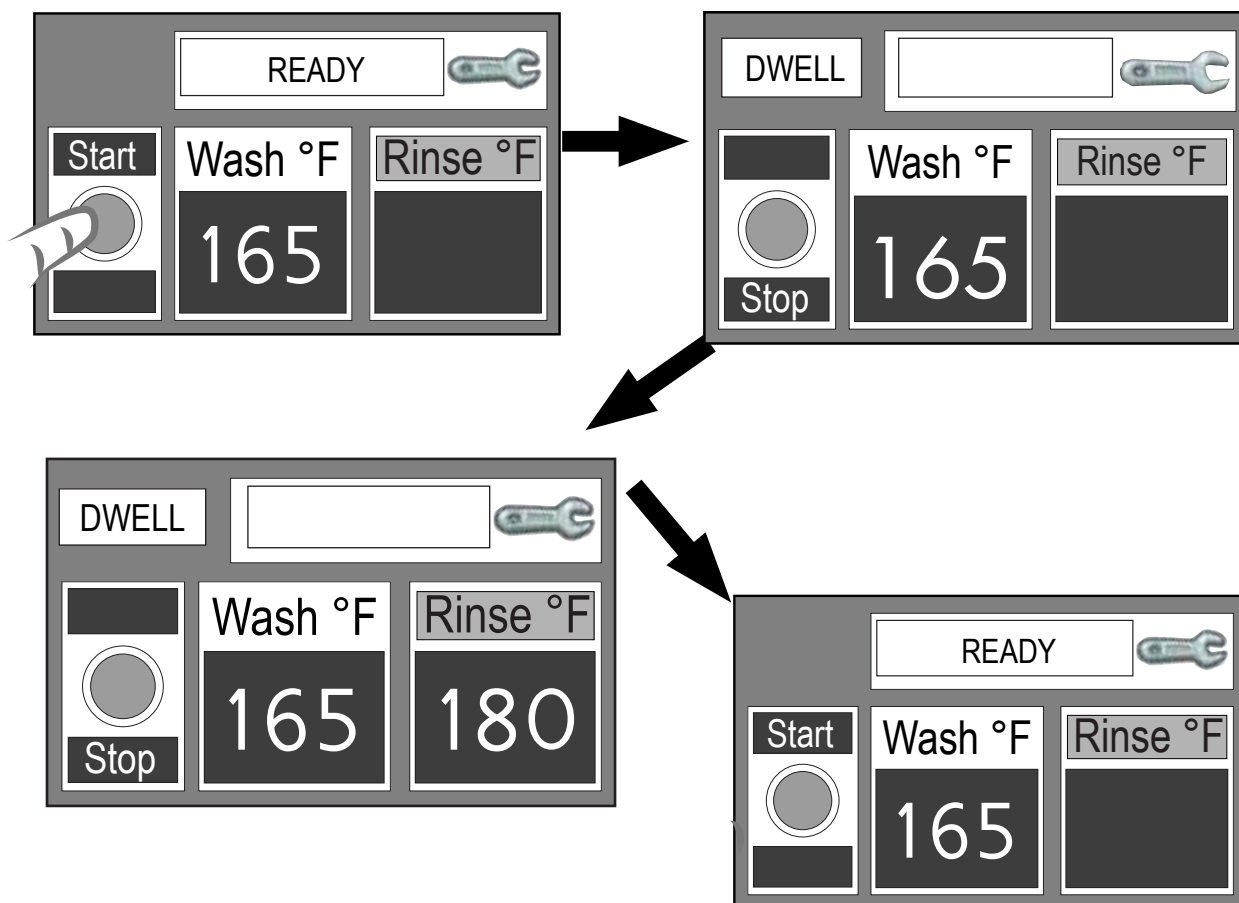 READY
Start
Wash °F
Rinse °F
165
DWELL
Wash °F
Rinse °F
165
Stop
DWELL
Wash °F
Rinse °F
165
180
Stop
READY
Start
Wash °F
Rinse °F
165